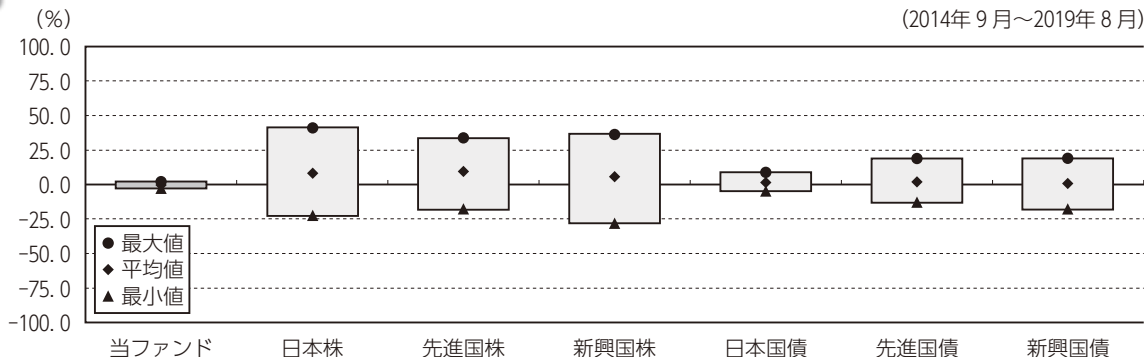 (%)
(2014年9月～2019年8月)
100.0
75.0
50.0
25.0
0.0
-25.0
-50.0
-75.0
-100.0
● 最大値
◆ 平均値
▲ 最小値
当ファンド 日本株 先進国株 新興国株 日本国債 先進国債 新興国債